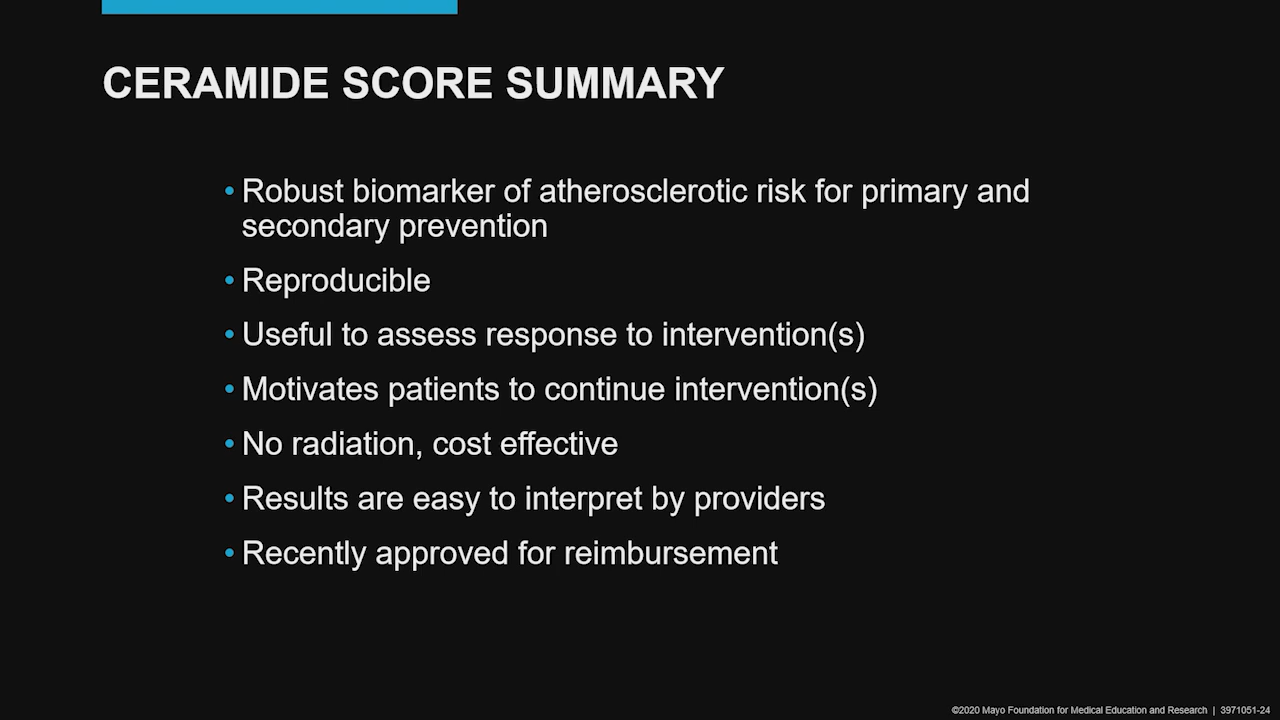 CERAMIDE SCORE SUMMARY
• Robust biomarker of atherosclerotic risk for primary and
secondary prevention
• Reproducible
• Useful to assess response to intervention(s)
• Motivates patients to continue intervention(s)
• No radiation, cost effective
• Results are easy to interpret by providers
• Recently approved for reimbursement
©2020 Mayo Foundation for Medical Education and Research | 3971051-24